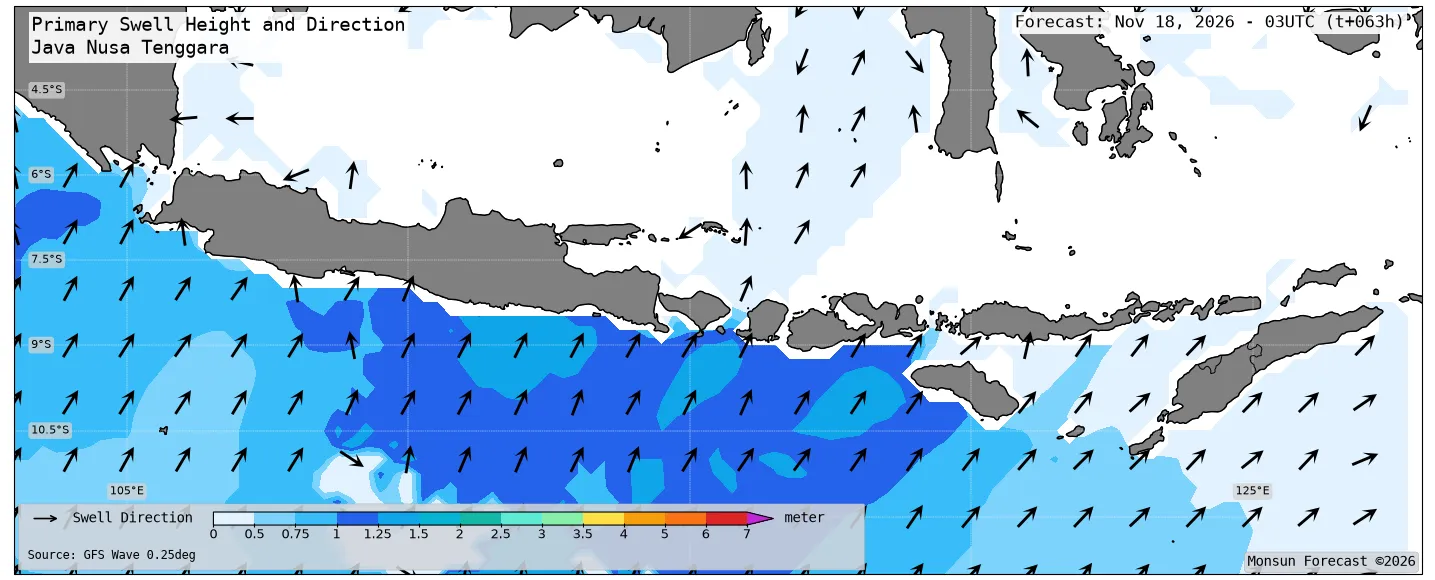 Primary Swell Height and Direction
Java Nusa Tenggara
Forecast: Nov 18, 2026 - 03UTC (t+063h)
4.5°S
6°S
7.5°S
9°S
10.5°S
105°E
125°E
Swell Direction
0 0.5 0.75 1 1.25 1.5 2 2.5 3 3.5 4 5 6 7
meter
Source: GFS Wave 0.25deg
Monsun Forecast ©2026